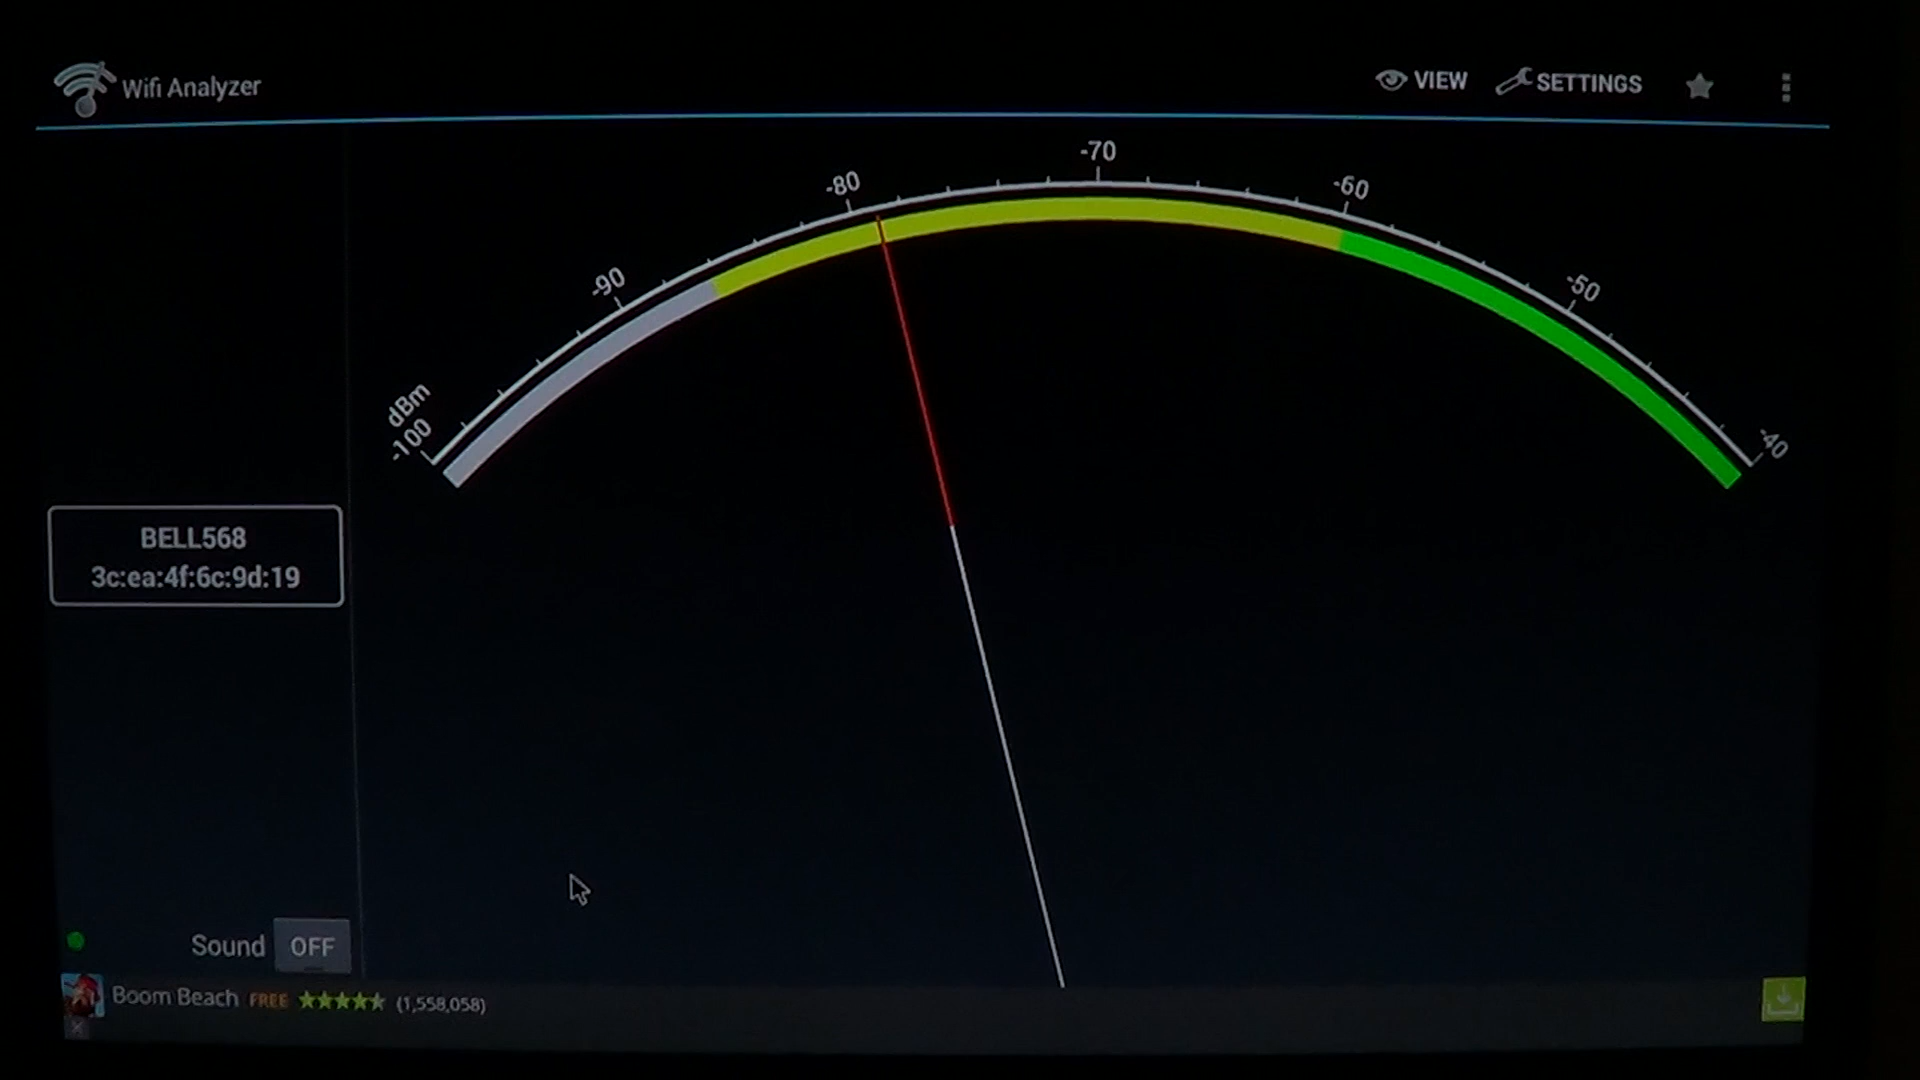 Wifi Analyzer
VIEW
SETTINGS
-70
-80
-60
-90
-50
dBm
-100
-40
BELL568
3c:ea:4f:6c:9d:19
Sound OFF
Boom Beach FREE (1,558,058)